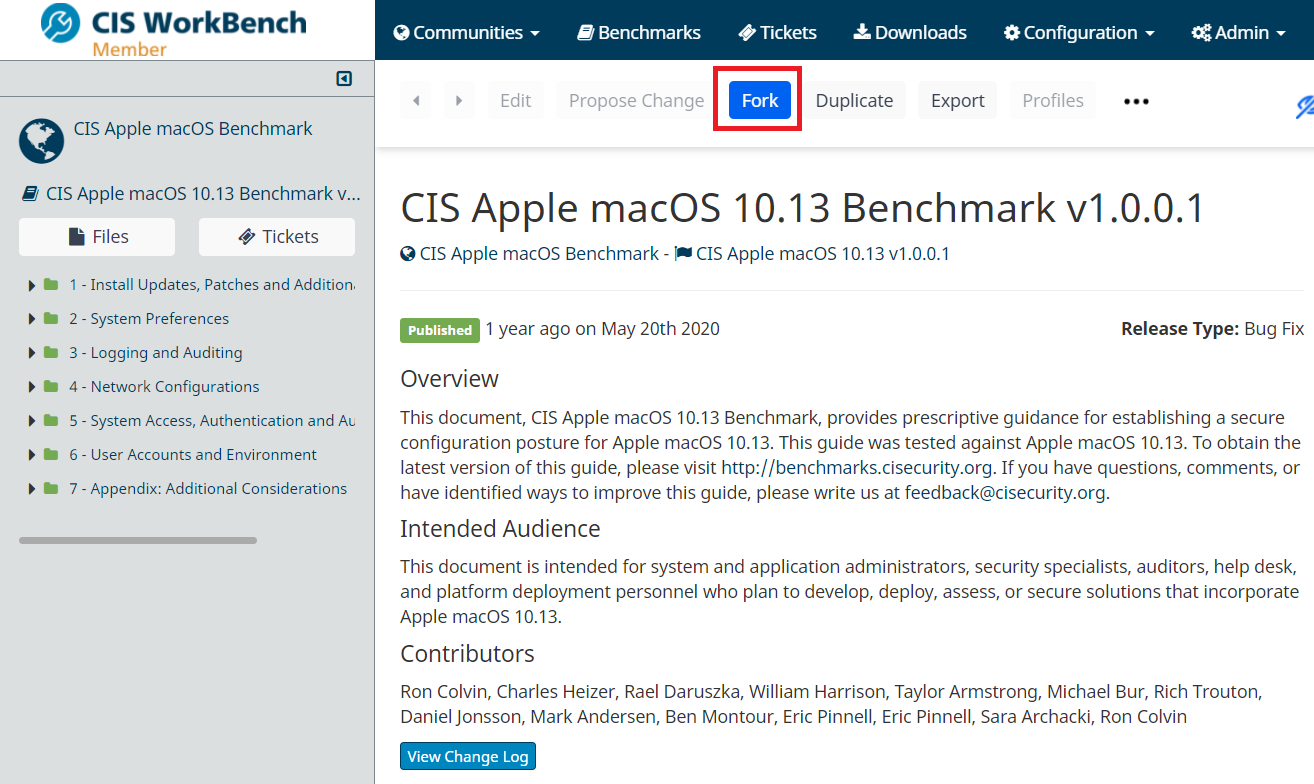 CIS WorkBench
Member
Communities
Benchmarks
Tickets
Downloads
Configuration
Admin
Edit
Propose Change
Fork
Duplicate
Export
Profiles
CIS Apple macOS Benchmark
CIS Apple macOS 10.13 Benchmark v...
Files
Tickets
1 - Install Updates, Patches and Additiona
2 - System Preferences
3 - Logging and Auditing
4 - Network Configurations
5 - System Access, Authentication and Au
6 - User Accounts and Environment
7 - Appendix: Additional Considerations
CIS Apple macOS 10.13 Benchmark v1.0.0.1
CIS Apple macOS Benchmark - CIS Apple macOS 10.13 v1.0.0.1
Published 1 year ago on May 20th 2020
Release Type: Bug Fix
Overview
This document, CIS Apple macOS 10.13 Benchmark, provides prescriptive guidance for establishing a secure
configuration posture for Apple macOS 10.13. This guide was tested against Apple macOS 10.13. To obtain the
latest version of this guide, please visit http://benchmarks.cisecurity.org. If you have questions, comments, or
have identified ways to improve this guide, please write us at feedback@cisecurity.org.
Intended Audience
This document is intended for system and application administrators, security specialists, auditors, help desk,
and platform deployment personnel who plan to develop, deploy, assess, or secure solutions that incorporate
Apple macOS 10.13.
Contributors
Ron Colvin, Charles Heizer, Rael Daruszka, William Harrison, Taylor Armstrong, Michael Bur, Rich Trouton,
Daniel Jonsson, Mark Andersen, Ben Montour, Eric Pinnell, Eric Pinnell, Sara Archacki, Ron Colvin
View Change Log